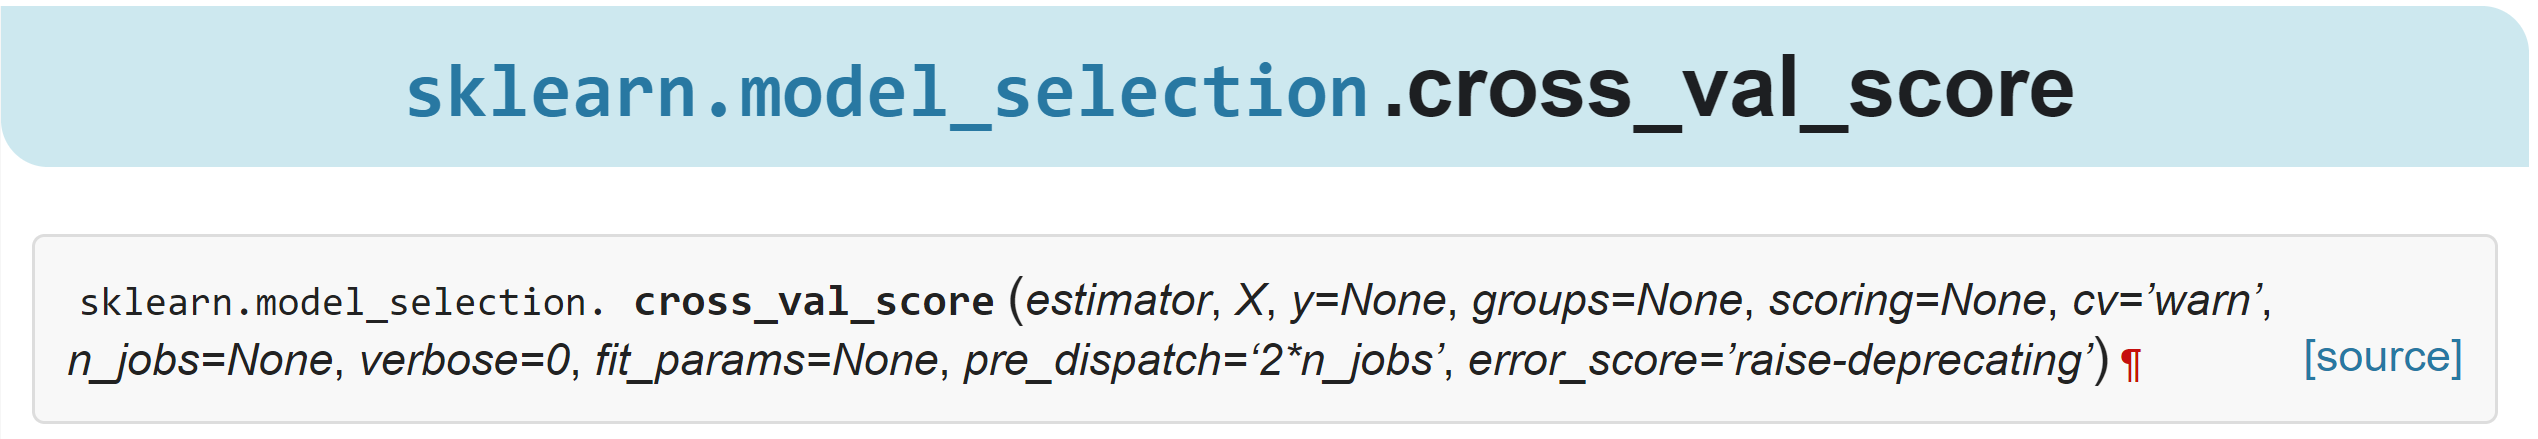 sklearn.model_selection.cross_val_score
sklearn.model_selection. cross_val_score (estimator, X, y=None, groups=None, scoring=None, cv=’warn’,
n_jobs=None, verbose=0, fit_params=None, pre_dispatch=‘2*n_jobs’, error_score=’raise-deprecating’) ¶ [source]